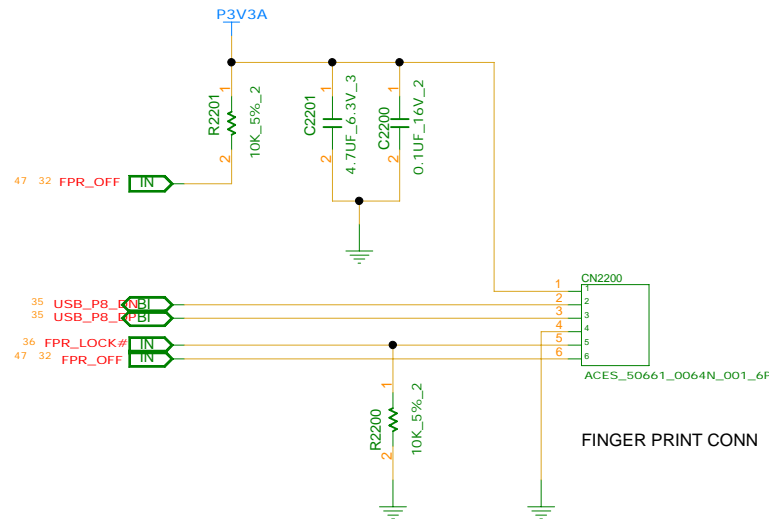 P3V3A
R2201
10K_5%_2
1
2
C2201
4.7UF_6.3V_3
1
2
C2200
0.1UF_16V_2
1
2
47 32 FPR_OFF IN
35 USB_P8_DN BI
35 USB_P8_DP BI
36 FPR_LOCK# IN
47 32 FPR_OFF IN
CN2200
1 1
2 2
3 3
4 4
5 5
6 6
ACES_50661_0064N_001_6P
R2200
10K_5%_2
1
2
FINGER PRINT CONN